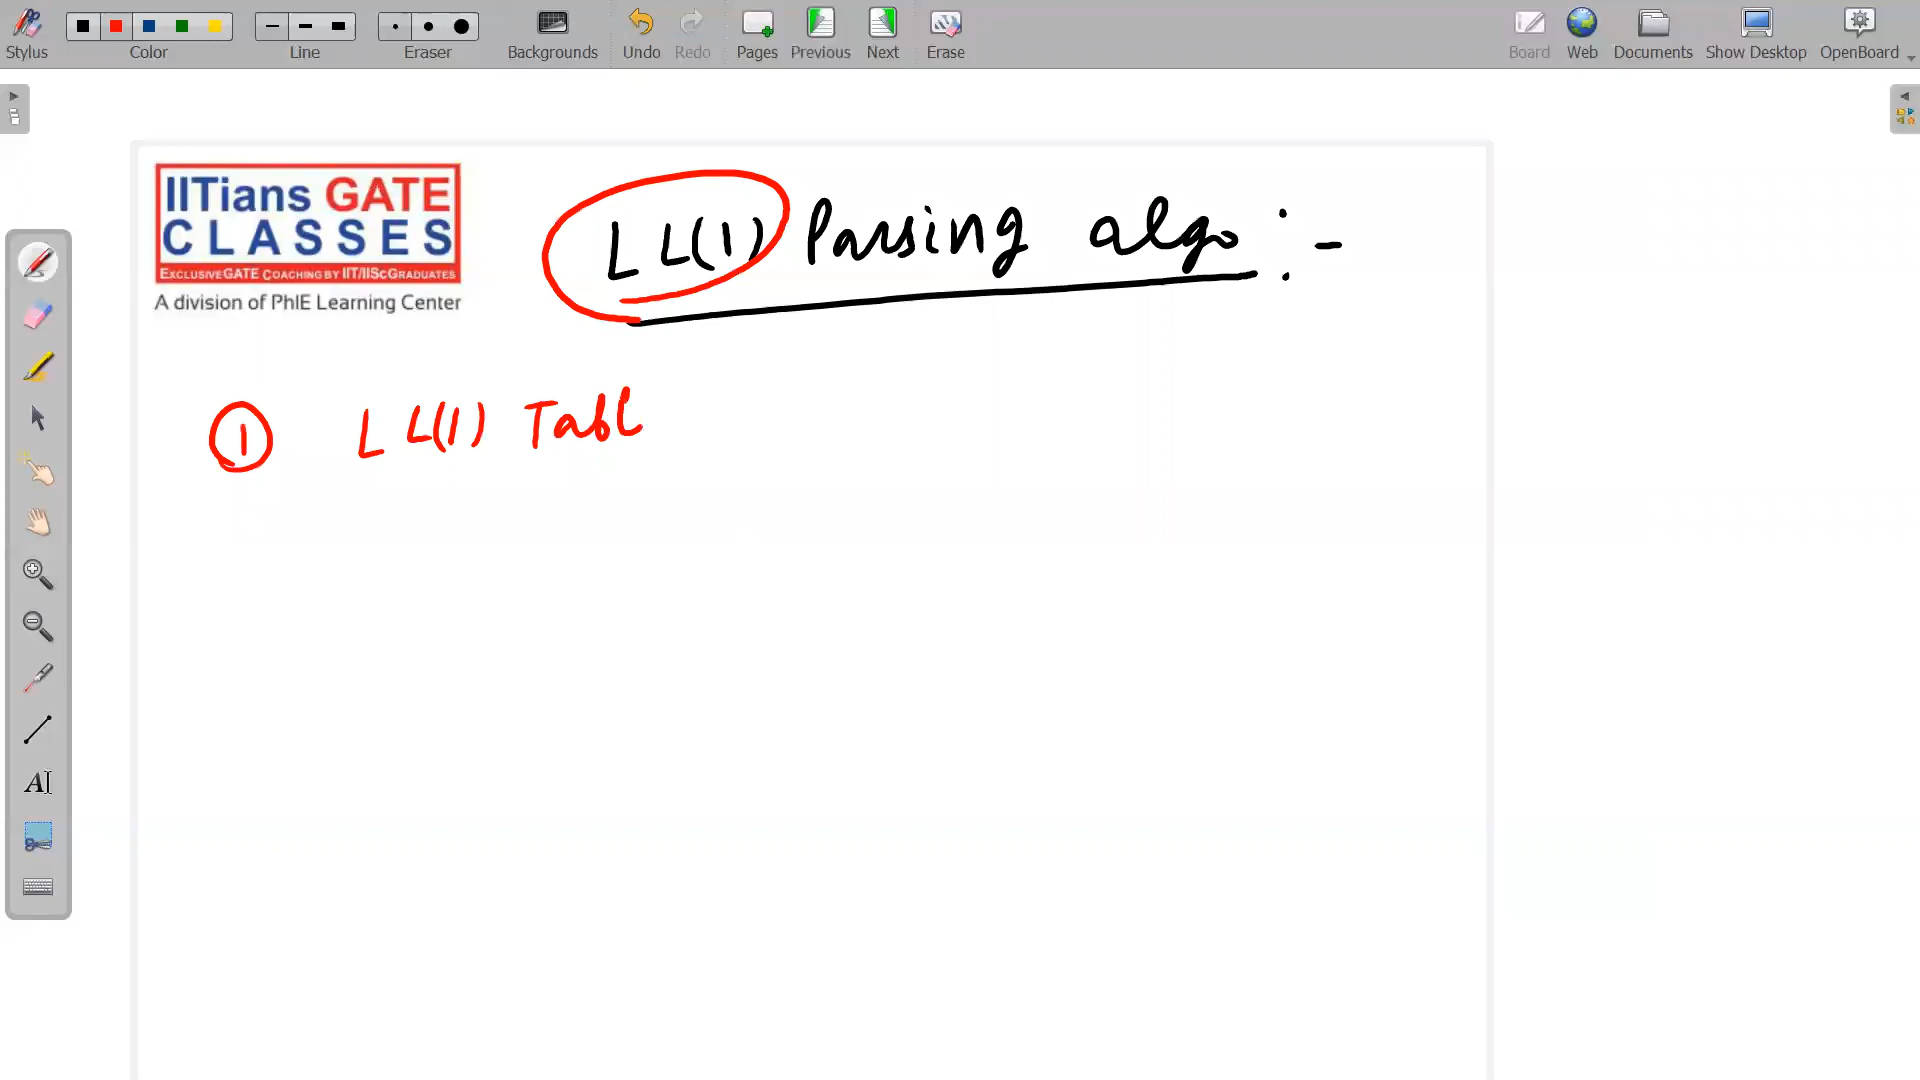 Stylus Color Line Eraser Backgrounds Undo Redo Pages Previous Next Erase Board Web Documents Show Desktop OpenBoard
IITians GATE
CLASSES
EXCLUSIVE GATE COACHING BY IIT/IISc GRADUATES
A division of PhIE Learning Center
LL(1) Parsing algo :-
1 LL(1) Tabl